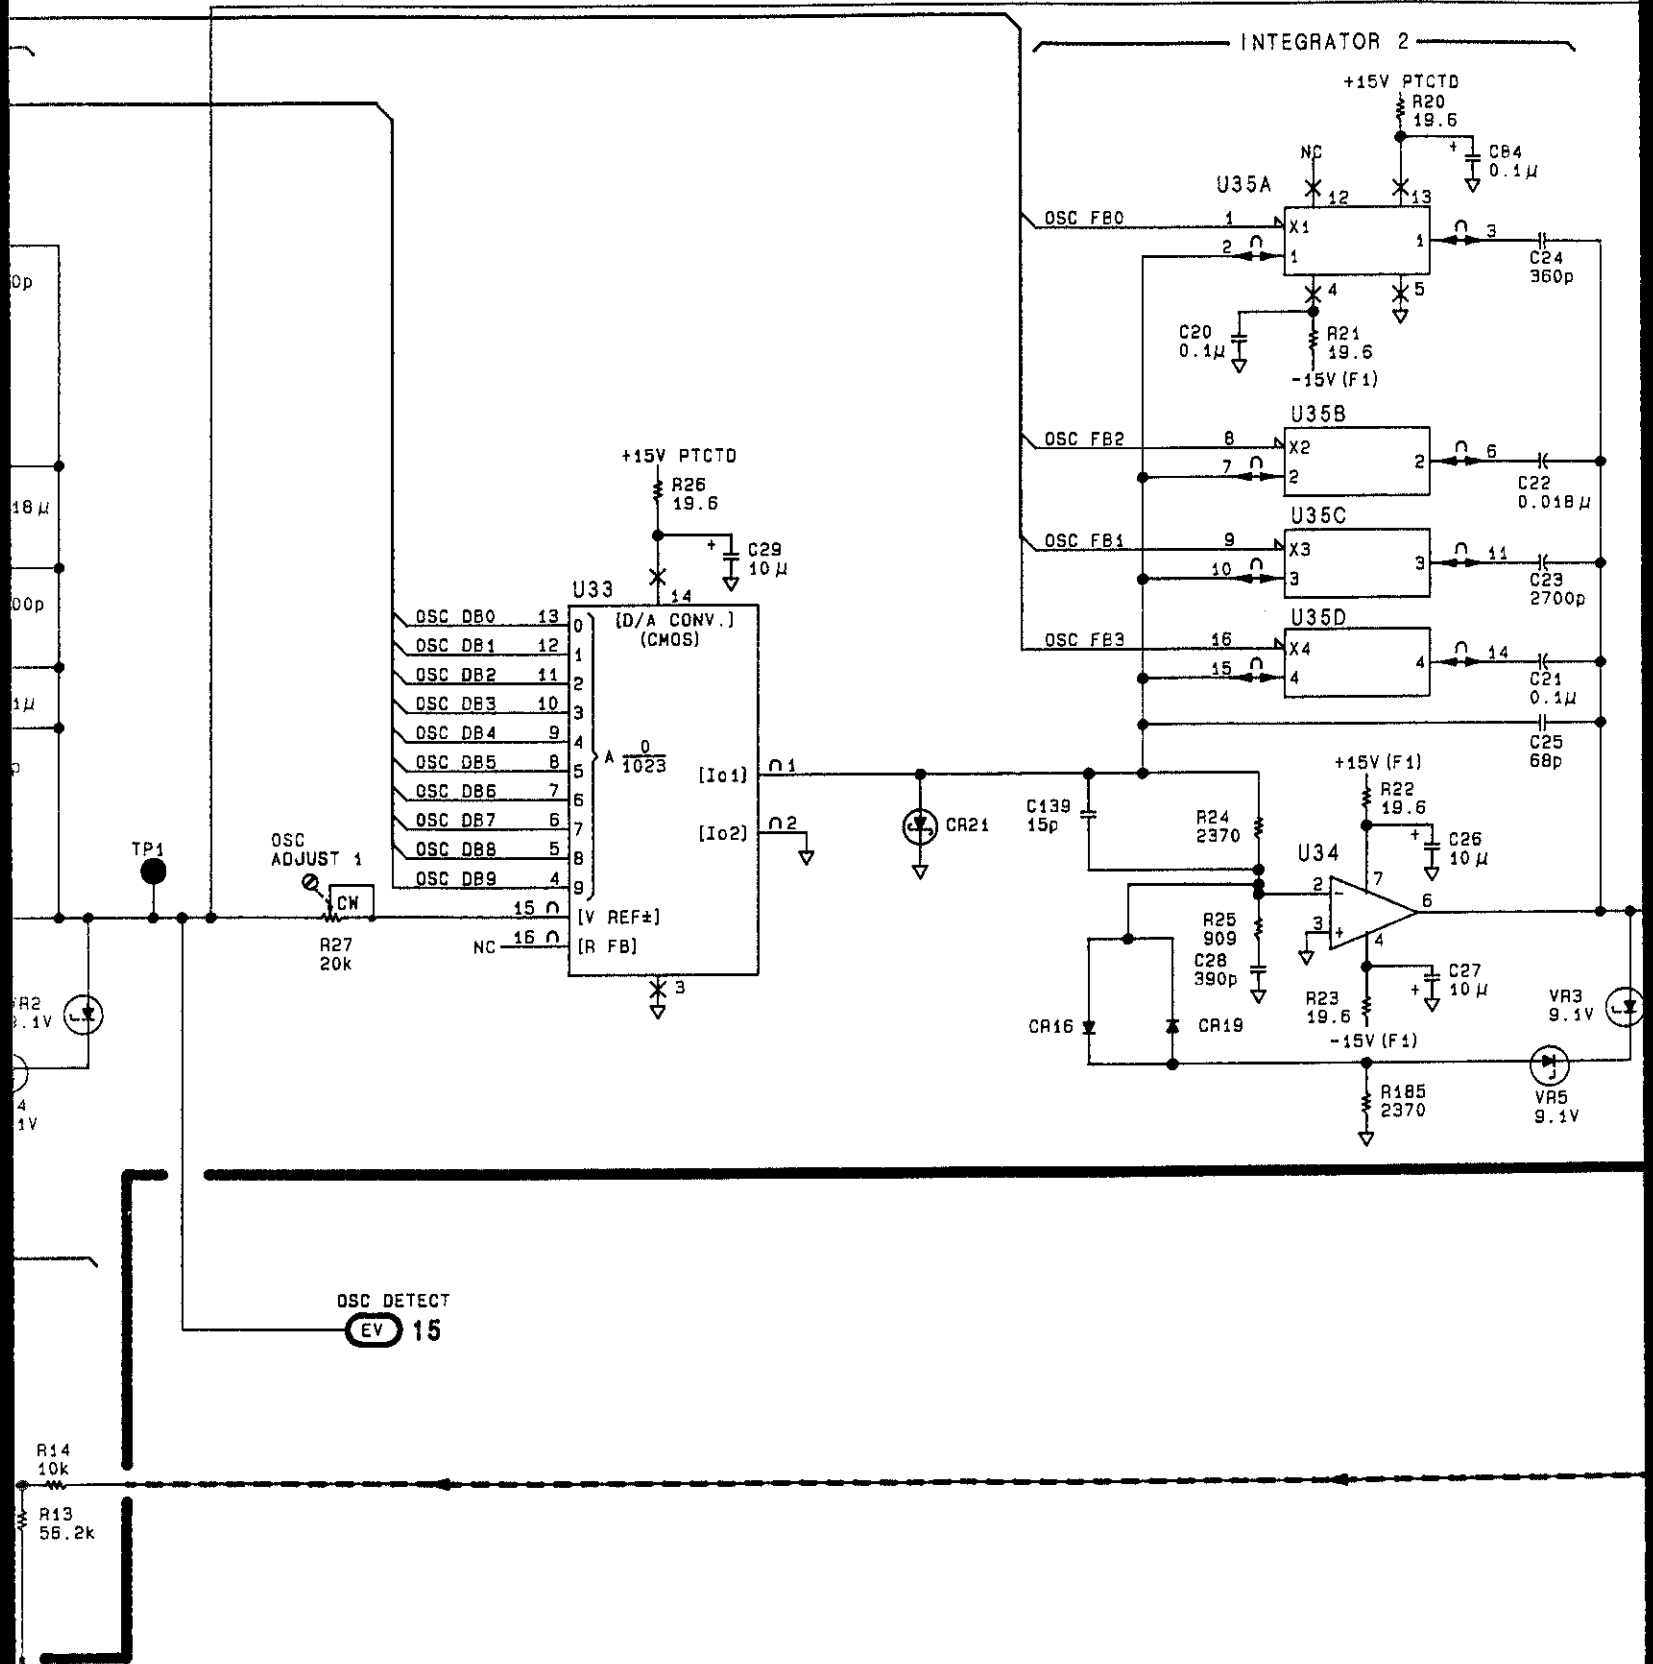 INTEGRATOR 2
+15V PTCTD
R20
19.6
+
C84
0.1µ
NC
U35A
12
13
OSC FB0
1
X1
2
1
1
3
C24
360p
4
5
C20
0.1µ
R21
19.6
-15V(F1)
0p
U35B
OSC FB2
8
X2
7
2
2
6
C22
0.018µ
18µ
U35C
OSC FB1
9
X3
10
3
3
11
C23
2700p
00p
U35D
OSC FB3
16
X4
15
4
4
14
C21
0.1µ
1µ
C25
68p
p
+15V PTCTD
R26
19.6
+
C29
10µ
U33
14
[D/A CONV.]
(CMOS)
OSC DB0 13 0
OSC DB1 12 1
OSC DB2 11 2
OSC DB3 10 3
OSC DB4 9 4
OSC DB5 8 5
OSC DB6 7 6
OSC DB7 6 7
OSC DB8 5 8
OSC DB9 4 9
A 0
1023
[Io1] 1
[Io2] 2
15 [V REF±]
NC 16 [R FB]
3
TP1
OSC
ADJUST 1
CW
R27
20k
CR21
C139
15p
R24
2370
+15V(F1)
R22
19.6
+
C26
10µ
U34
2
-
7
6
3
+
4
R25
909
C28
390p
R23
19.6
-15V(F1)
+
C27
10µ
CR16
CR19
VR3
9.1V
VR5
9.1V
R185
2370
VR2
9.1V
4
1V
OSC DETECT
EV 15
R14
10k
R13
56.2k